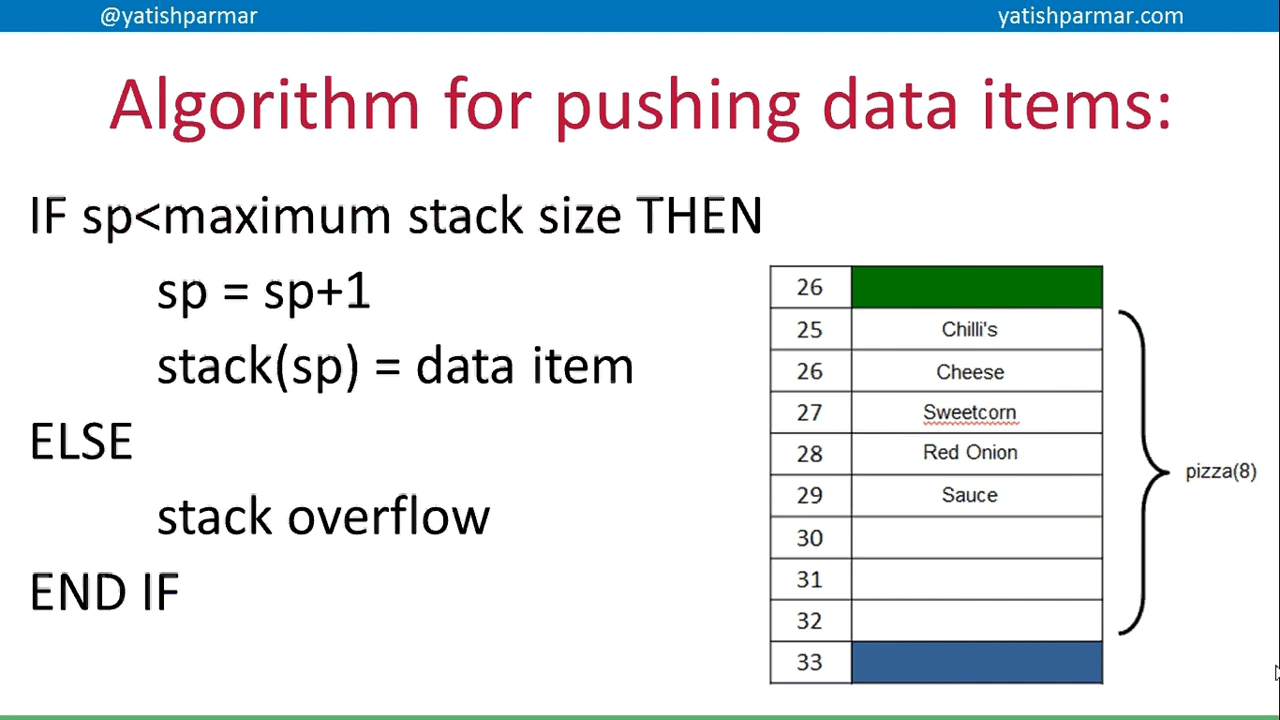 @yatishparmar yatishparmar.com
Algorithm for pushing data items:
IF sp<maximum stack size THEN
sp = sp+1
stack(sp) = data item
ELSE
stack overflow
END IF
26
25 Chilli's
26 Cheese
27 Sweetcorn
28 Red Onion
29 Sauce
30
31
32
33
pizza(8)